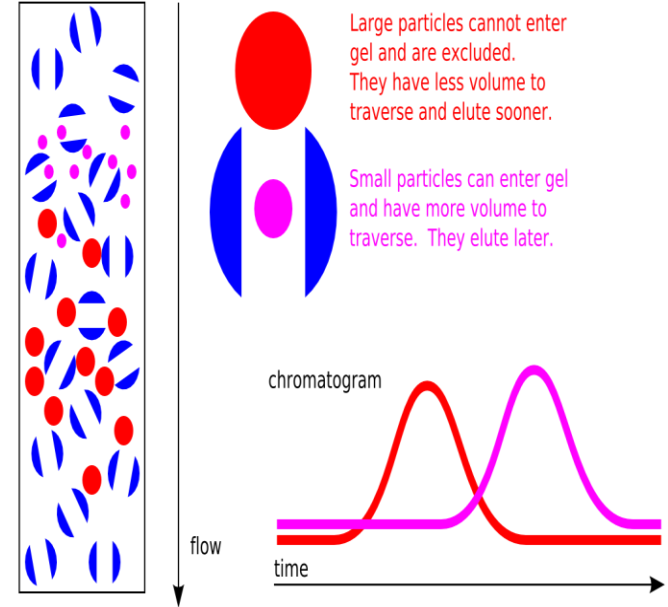 Large particles cannot enter
gel and are excluded.
They have less volume to
traverse and elute sooner.
Small particles can enter gel
and have more volume to
traverse.  They elute later.
chromatogram
flow
time